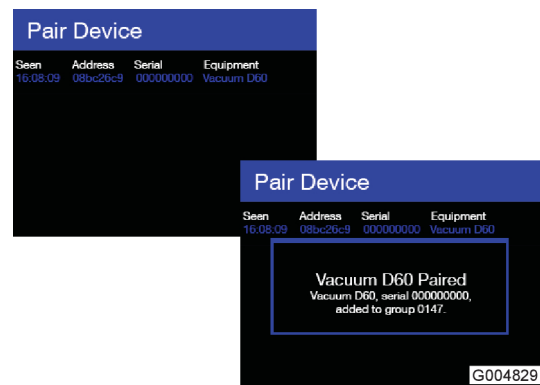 Pair Device
Seen Address Serial Equipment
16:08:09 08bc26c9 000000000 Vacuum D60
Pair Device
Seen Address Serial Equipment
16:08:09 08bc26c9 000000000 Vacuum D60
Vacuum D60 Paired
Vacuum D60, serial 000000000,
added to group 0147.
G004829